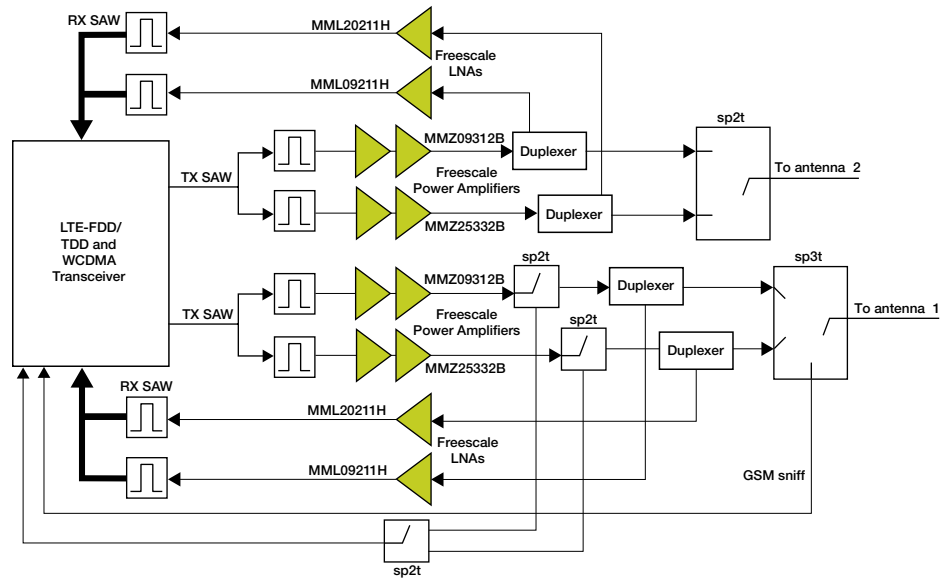 RX SAW
MML20211H
Freescale
LNAs
MML09211H
sp2t
MMZ09312B
Duplexer
To antenna 2
TX SAW
Freescale
Power Amplifiers
Duplexer
MMZ25332B
LTE-FDD/
TDD and
WCDMA
Transceiver
sp2t
sp3t
MMZ09312B
Duplexer
To antenna 1
TX SAW
Freescale
Power Amplifiers
sp2t
Duplexer
MMZ25332B
RX SAW
MML20211H
Freescale
LNAs
MML09211H
GSM sniff
sp2t